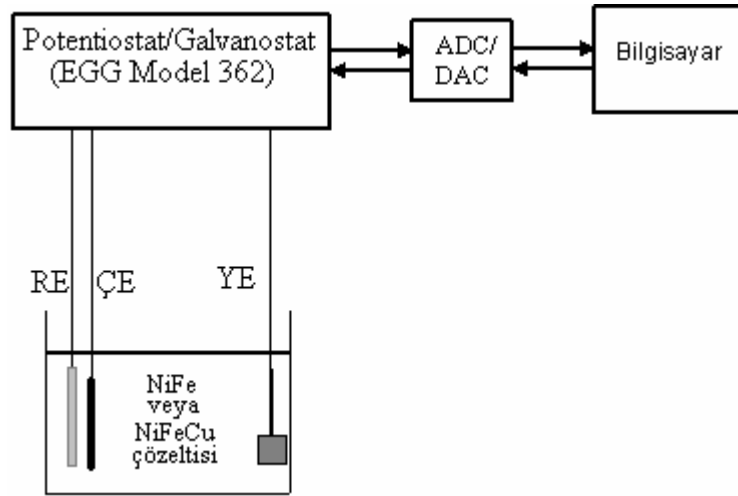 Potentiostat/Galvanostat
(EGG Model 362)
ADC/
DAC
Bilgisayar
RE
ÇE
YE
NiFe
veya
NiFeCu
çözeltisi